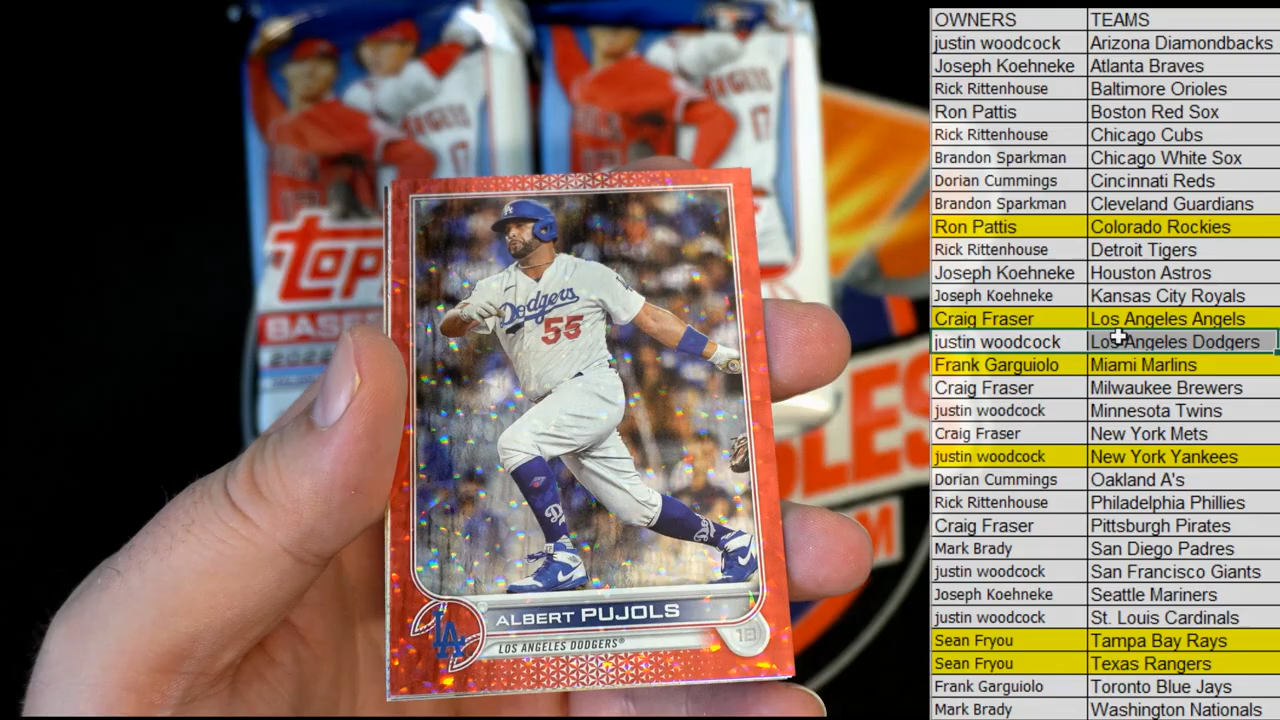 OWNERS TEAMS
justin woodcock Arizona Diamondbacks
Joseph Koehneke Atlanta Braves
Rick Rittenhouse Baltimore Orioles
Ron Pattis Boston Red Sox
Rick Rittenhouse Chicago Cubs
Brandon Sparkman Chicago White Sox
Dorian Cummings Cincinnati Reds
Brandon Sparkman Cleveland Guardians
Ron Pattis Colorado Rockies
Rick Rittenhouse Detroit Tigers
Joseph Koehneke Houston Astros
Joseph Koehneke Kansas City Royals
Craig Fraser Los Angeles Angels
justin woodcock Los Angeles Dodgers
Frank Garguiolo Miami Marlins
Craig Fraser Milwaukee Brewers
justin woodcock Minnesota Twins
Craig Fraser New York Mets
justin woodcock New York Yankees
Dorian Cummings Oakland A's
Rick Rittenhouse Philadelphia Phillies
Craig Fraser Pittsburgh Pirates
Mark Brady San Diego Padres
justin woodcock San Francisco Giants
Joseph Koehneke Seattle Mariners
justin woodcock St. Louis Cardinals
Sean Fryou Tampa Bay Rays
Sean Fryou Texas Rangers
Frank Garguiolo Toronto Blue Jays
Mark Brady Washington Nationals
Dodgers
55
LA
ALBERT PUJOLS
LOS ANGELES DODGERS®